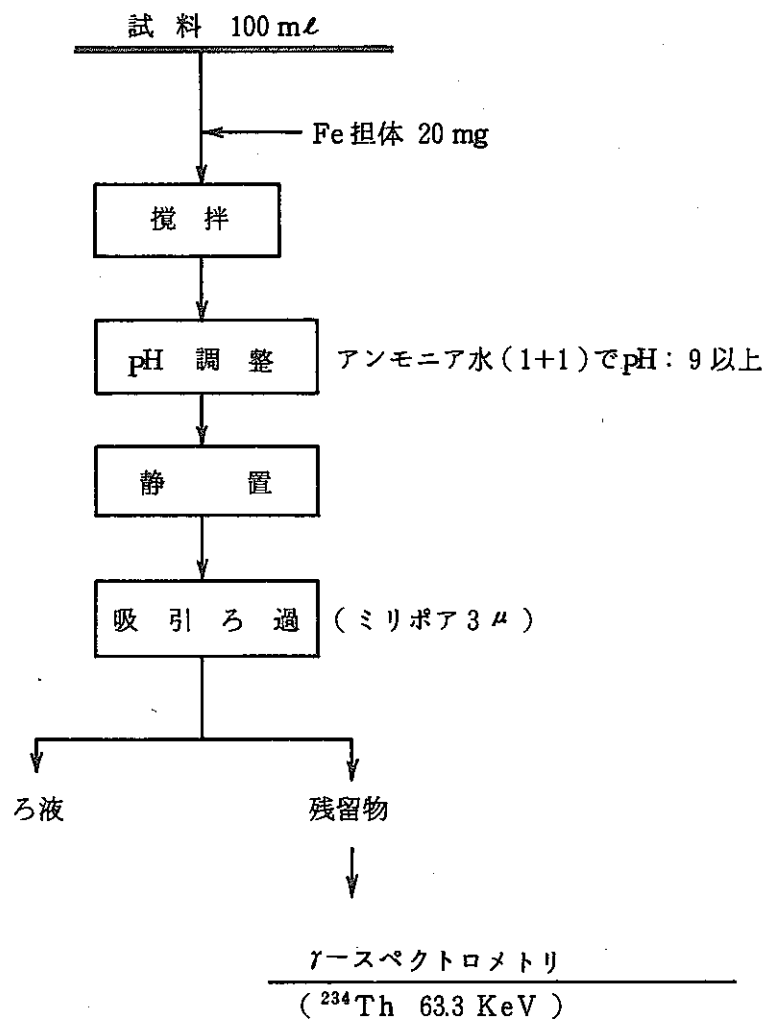 試料 100 mℓ
Fe担体 20 mg
攪拌
pH 調整 アンモニア水(1+1)でpH: 9以上
静置
吸引ろ過 (ミリポア3μ)
ろ液 残留物
γ-スペクトロメトリ
(²³⁴Th 63.3 KeV)